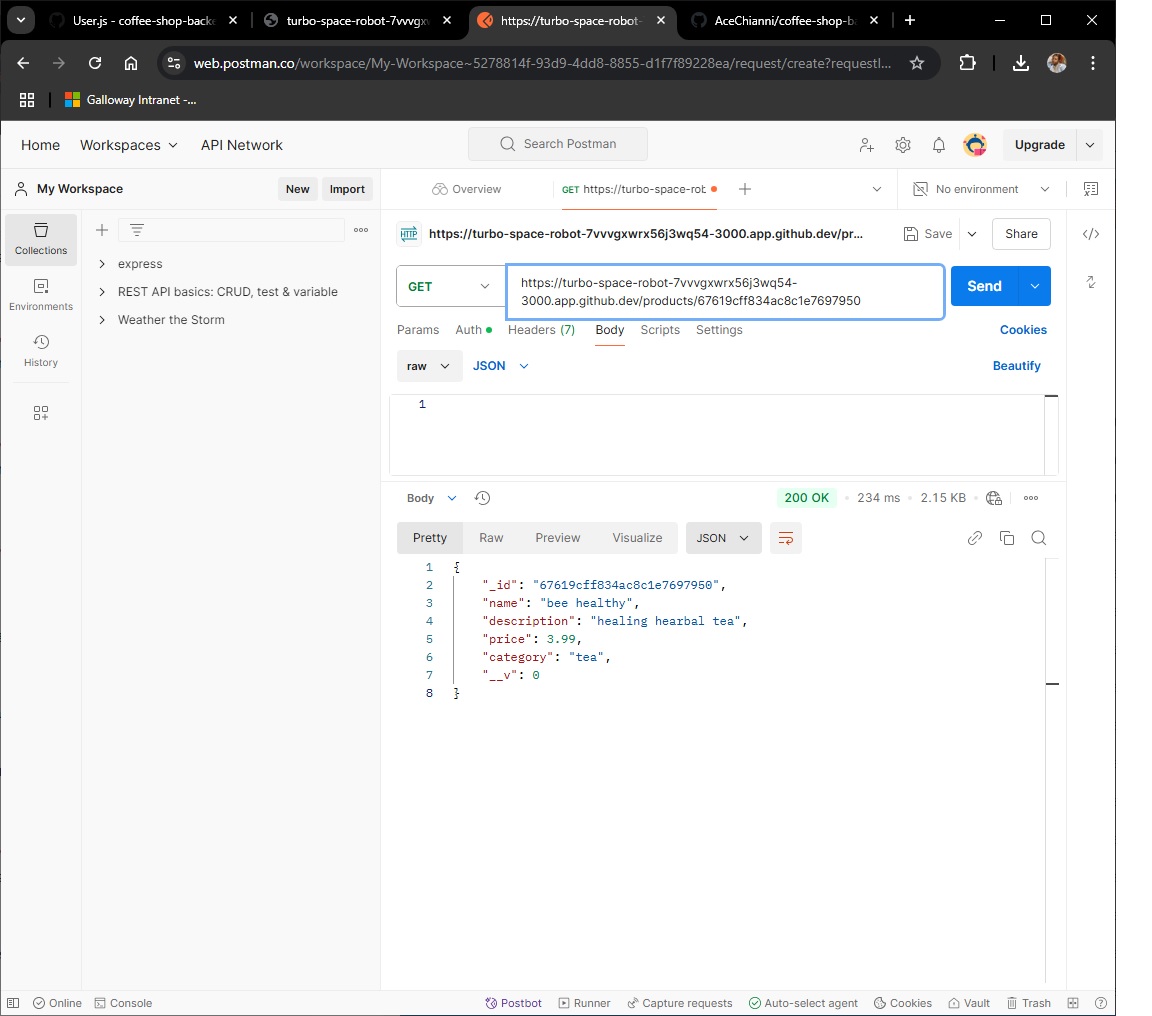 User.js - coffee-shop-backe
turbo-space-robot-7vvvgxv
https://turbo-space-robot-
AceChianni/coffee-shop-ba
web.postman.co/workspace/My-Workspace~5278814f-93d9-4dd8-8855-d1f7f89228ea/request/create?requestI...
Galloway Intranet -...
Home
Workspaces
API Network
Search Postman
Upgrade
My Workspace
New
Import
Overview
GET https://turbo-space-rob
No environment
Collections
Environments
History
express
REST API basics: CRUD, test & variable
Weather the Storm
HTTP
https://turbo-space-robot-7vvvgxwrx56j3wq54-3000.app.github.dev/pr...
Save
Share
GET
https://turbo-space-robot-7vvvgxwrx56j3wq54-
3000.app.github.dev/products/67619cff834ac8c1e7697950
Send
Params
Auth
Headers (7)
Body
Scripts
Settings
Cookies
raw
JSON
Beautify
1
Body
200 OK
234 ms
2.15 KB
Pretty
Raw
Preview
Visualize
JSON
1 {
2 "_id": "67619cff834ac8c1e7697950",
3 "name": "bee healthy",
4 "description": "healing hearbal tea",
5 "price": 3.99,
6 "category": "tea",
7 "__v": 0
8 }
Online
Console
Postbot
Runner
Capture requests
Auto-select agent
Cookies
Vault
Trash